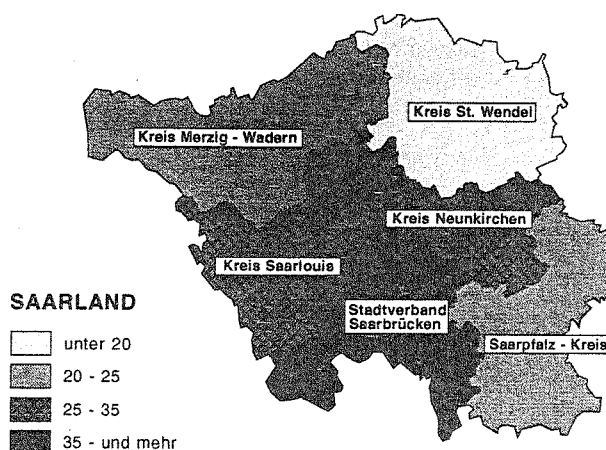 Kreis St. Wendel
Kreis Merzig - Wadern
Kreis Neunkirchen
Kreis Saarlouis
Stadtverband
Saarbrücken
Saarpfalz - Kreis
SAARLAND
unter 20
20 - 25
25 - 35
35 - und mehr